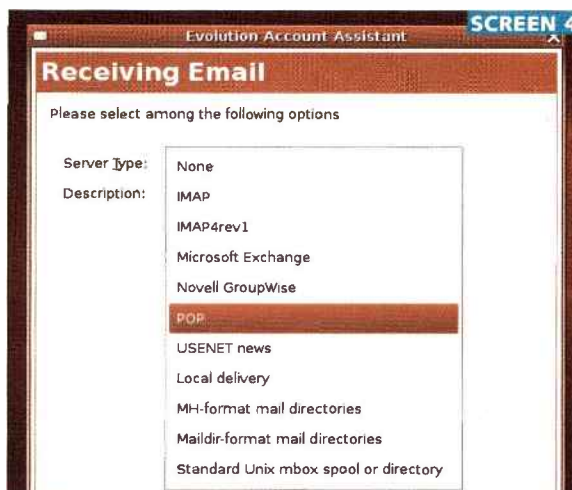 SCREEN 4
Evolution Account Assistant
Receiving Email
Please select among the following options
Server Type:
None
Description:
IMAP
IMAP4rev1
Microsoft Exchange
Novell GroupWise
POP
USENET news
Local delivery
MH-format mail directories
Maildir-format mail directories
Standard Unix mbox spool or directory